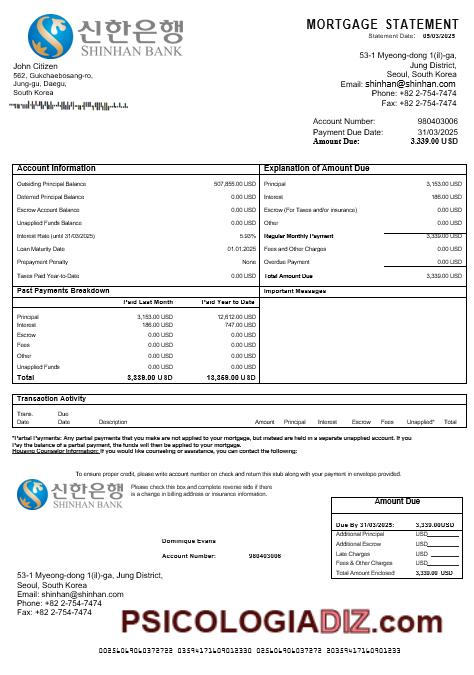 신한은행
SHINHAN BANK
MORTGAGE STATEMENT
Statement Date: 05/03/2025
John Citizen
562, Gukchaebosang-ro,
Jung-gu, Daegu,
South Korea
53-1 Myeong-dong 1(il)-ga,
Jung District,
Seoul, South Korea
Email: shinhan@shinhan.com
Phone: +82 2-754-7474
Fax: +82 2-754-7474
Account Number: 980403006
Payment Due Date: 31/03/2025
Amount Due: 3.339.00 USD
Account Information
Outsiding Principal Balance 507,855.00 USD
Deferred Principal Balance 0.00 USD
Escrow Account Balance 0.00 USD
Unapplied Funds Balance 0.00 USD
Interest Rate (until 31/03/2025) 5.93%
Loan Maturity Date 01.01.2025
Prepayment Penalty None
Taxes Paid Year-to-Date 0.00 USD
Explanation of Amount Due
Principal 3,153.00 USD
Interest 186.00 USD
Escrow (For Taxes and/or insurance) 0.00 USD
Regular Monthly Payment 3,339.00 USD
Fees and Other Charges 0.00 USD
Overdue Payment 0.00 USD
Total Amount Due 3,339.00 USD
Past Payments Breakdown
Paid Last Month Paid Year to Date
Principal 3,153.00 USD 12,612.00 USD
Interest 186.00 USD 747.00 USD
Escrow 0.00 USD 0.00 USD
Fees 0.00 USD 0.00 USD
Other 0.00 USD 0.00 USD
Unapplied Funds 0.00 USD 0.00 USD
Total 3,339.00 USD 13,359.00 USD
Important Messages
Transaction Activity
Trans. Date Due Date Description Amount Principal Interest Escrow Fees Unapplied* Total
*Partial Payments: Any partial payments that you make are not applied to your mortgage, but instead are held in a separate unapplied account. If you
Pay the balance of a partial payment, the funds will then be applied to your mortgage.
Housing Counselor Information: If you would like counseling or assistance, you can contact the following:
To ensure proper credit, please write account number on check and return this stub along with your payment in envelope provided.
신한은행
SHINHAN BANK
Please check this box and complete reverse side if there
is a change in billing address or insurance information.
Amount Due
Due By 31/03/2025: 3,339.00USD
Additional Principal USD
Additional Escrow USD
Late Charges USD
Fees & Other Charges USD
Total Amount Enclosed 3,339.00 USD
Dominique Evans
Account Number: 980403006
53-1 Myeong-dong 1(il)-ga, Jung District,
Seoul, South Korea
Email: shinhan@shinhan.com
Phone: +82 2-754-7474
Fax: +82 2-754-7474
PSICOLOGIADIZ.com